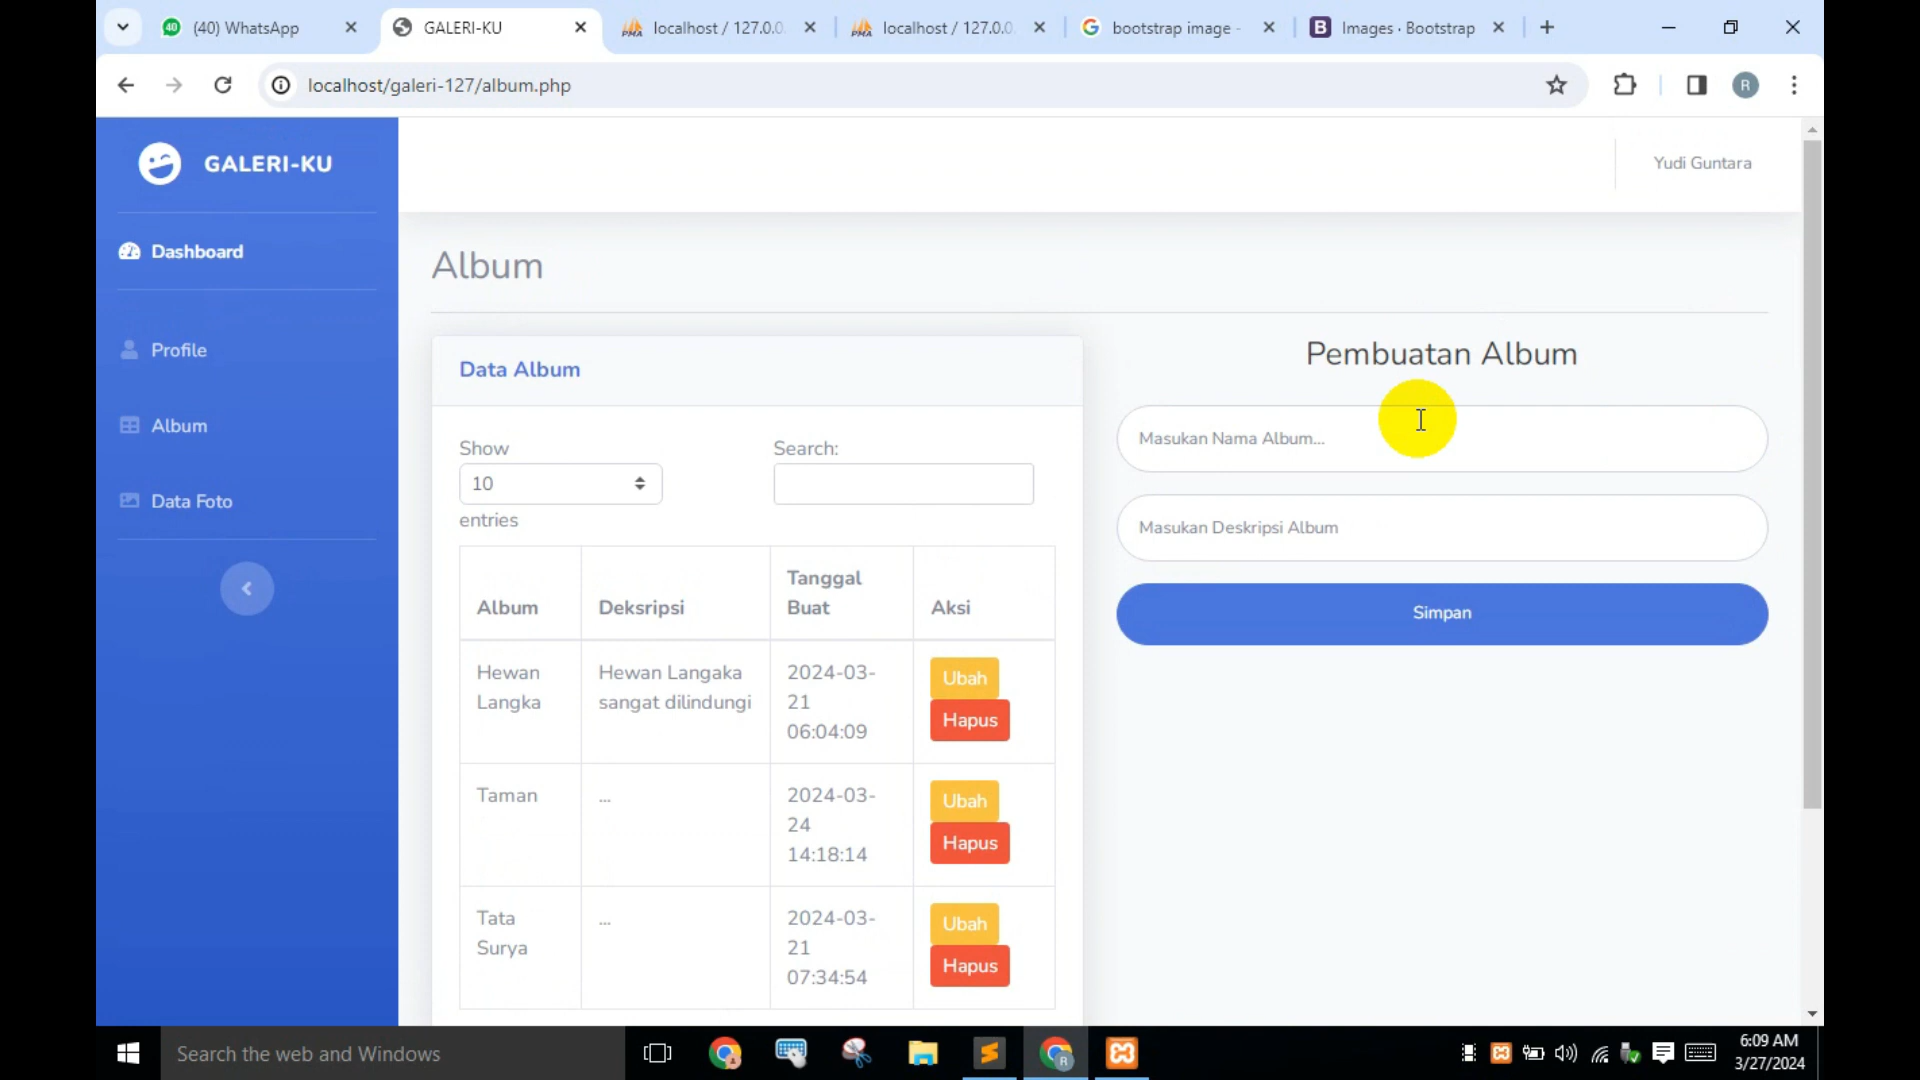 (40) WhatsApp
GALERI-KU
localhost / 127.0.0
localhost / 127.0.0
bootstrap image -
Images · Bootstrap
localhost/galeri-127/album.php
R
GALERI-KU
Yudi Guntara
Dashboard
Profile
Album
Data Foto
Album
Data Album
Show
10
entries
Search:
Album
Deksripsi
Tanggal
Buat
Aksi
Hewan
Langka
Hewan Langaka
sangat dilindungi
2024-03-
21
06:04:09
Ubah
Hapus
Taman
...
2024-03-
24
14:18:14
Ubah
Hapus
Tata
Surya
...
2024-03-
21
07:34:54
Ubah
Hapus
Pembuatan Album
Masukan Nama Album...
Masukan Deskripsi Album
Simpan
Search the web and Windows
6:09 AM
3/27/2024